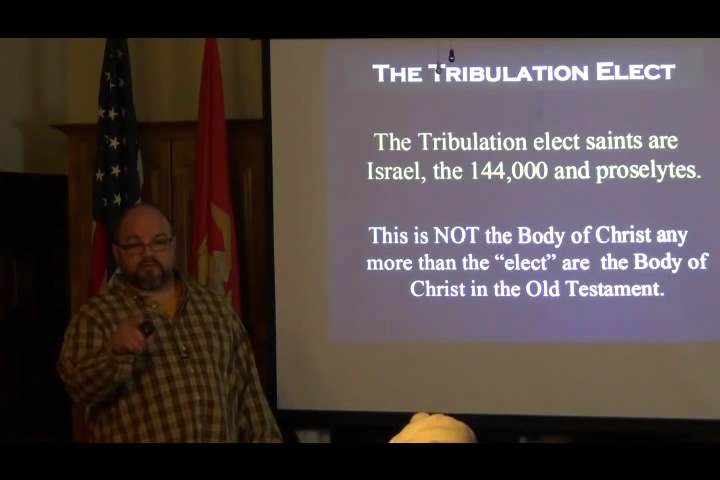 THE TRIBULATION ELECT
The Tribulation elect saints are
Israel, the 144,000 and proselytes.
This is NOT the Body of Christ any
more than the “elect” are the Body of
Christ in the Old Testament.